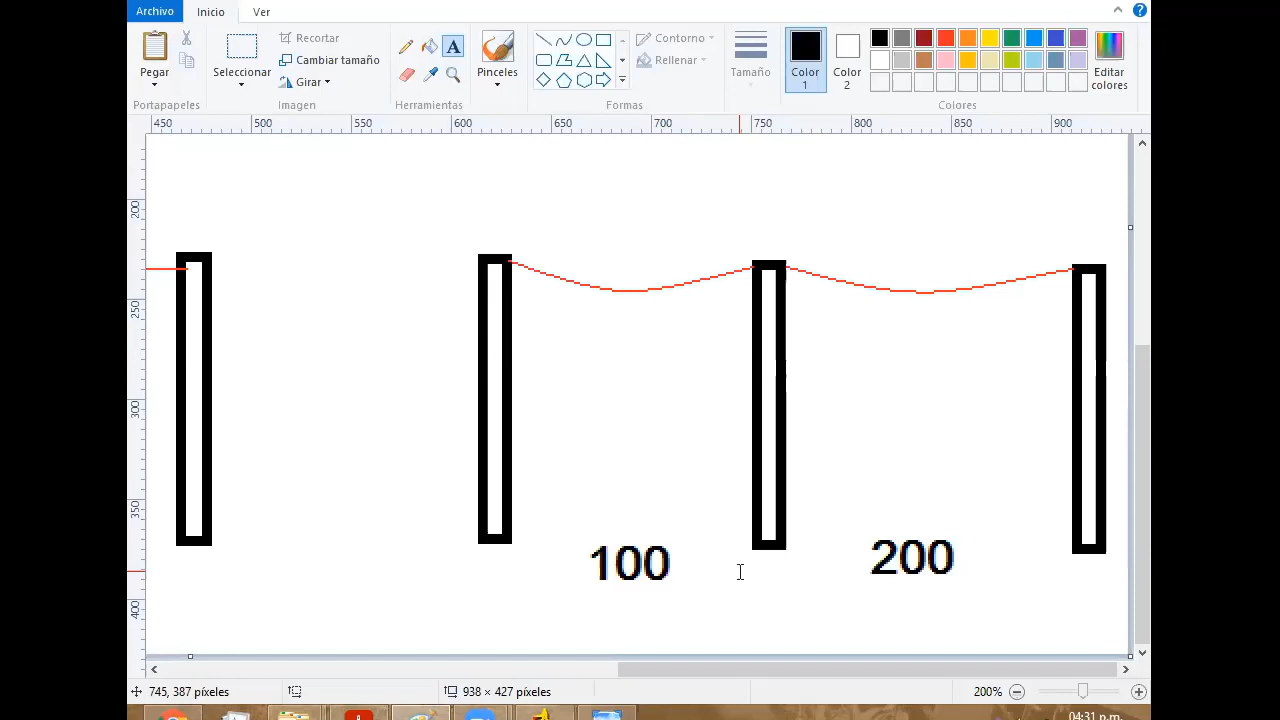 Archivo Inicio Ver
Pegar
Seleccionar
Recortar
Girar
Pinceles
Contorno
Rellenar
Tamaño
Color 1
Color 2
Editar colores
Portapapeles Imagen Herramientas Formas Colores
450 500 550 600 650 700 750 800 850 900
200
250
300
350
400
100 200
745, 387 píxeles 938 × 427 píxeles 200%
04:31 p.m.